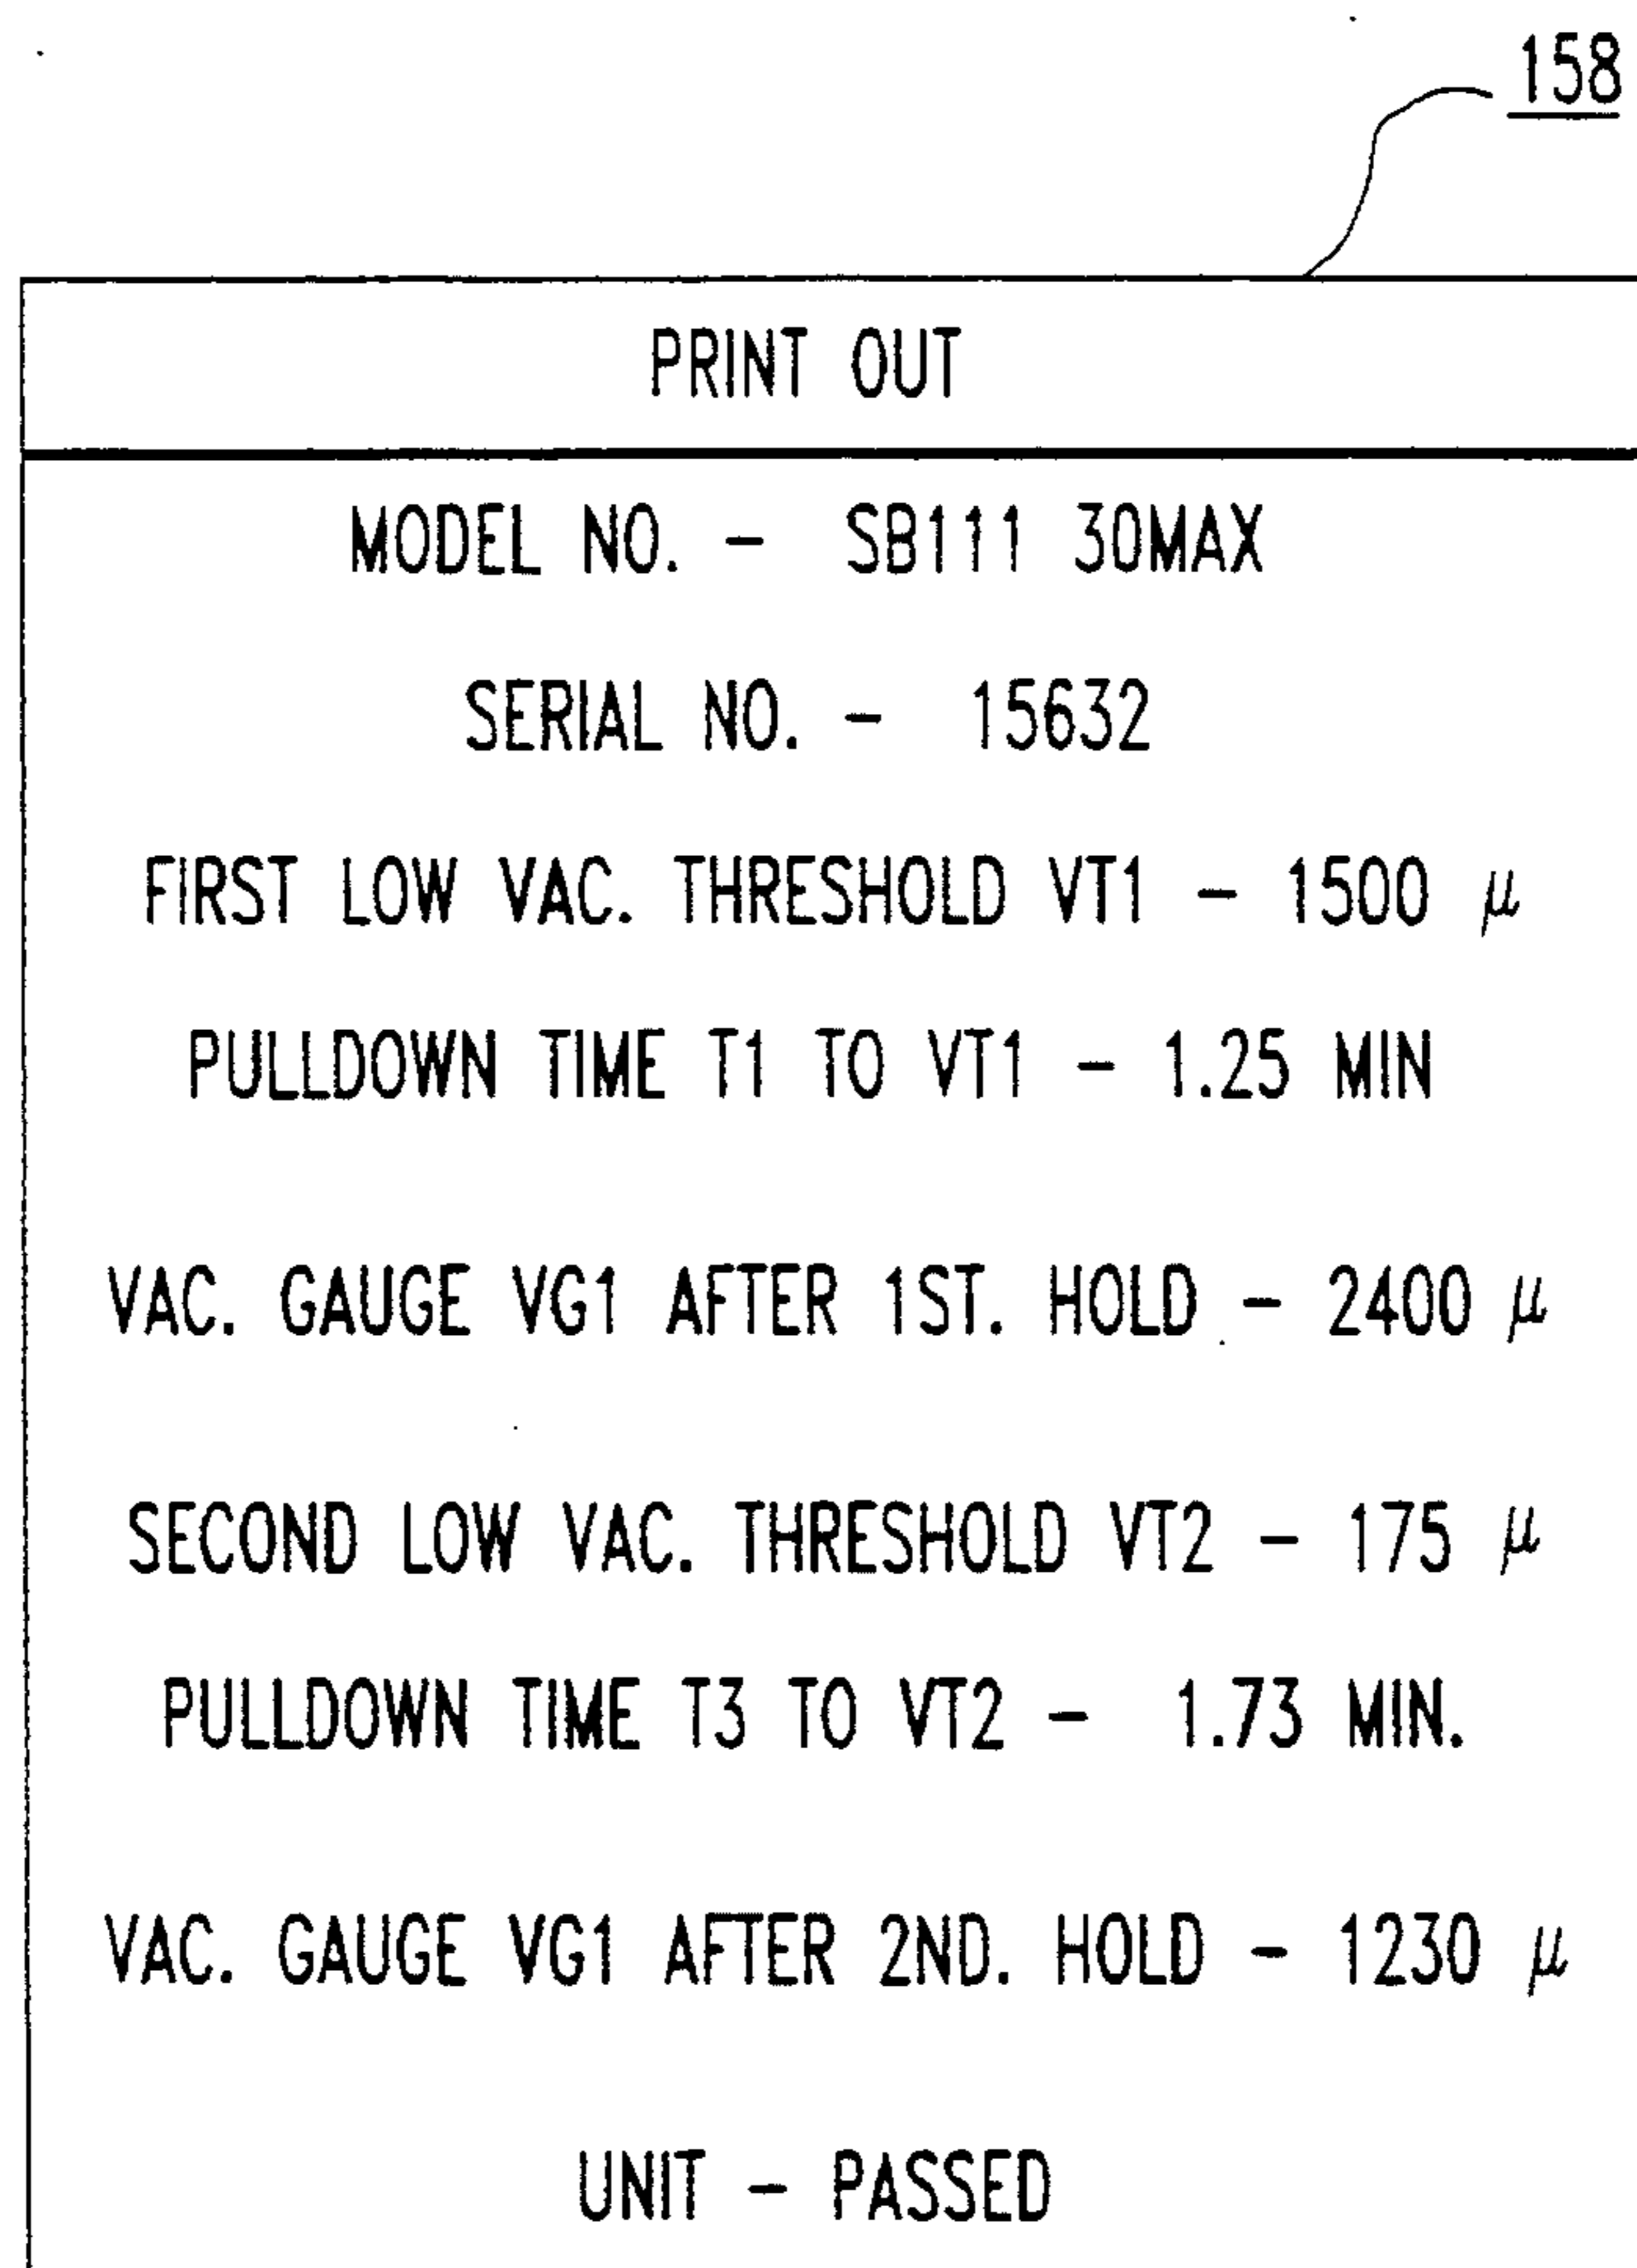 158
PRINT OUT
MODEL NO. - SB111 30MAX
SERIAL NO. - 15632
FIRST LOW VAC. THRESHOLD VT1 - 1500 μ
PULLDOWN TIME T1 TO VT1 - 1.25 MIN
VAC. GAUGE VG1 AFTER 1ST. HOLD - 2400 μ
SECOND LOW VAC. THRESHOLD VT2 - 175 μ
PULLDOWN TIME T3 TO VT2 - 1.73 MIN.
VAC. GAUGE VG1 AFTER 2ND. HOLD - 1230 μ
UNIT - PASSED